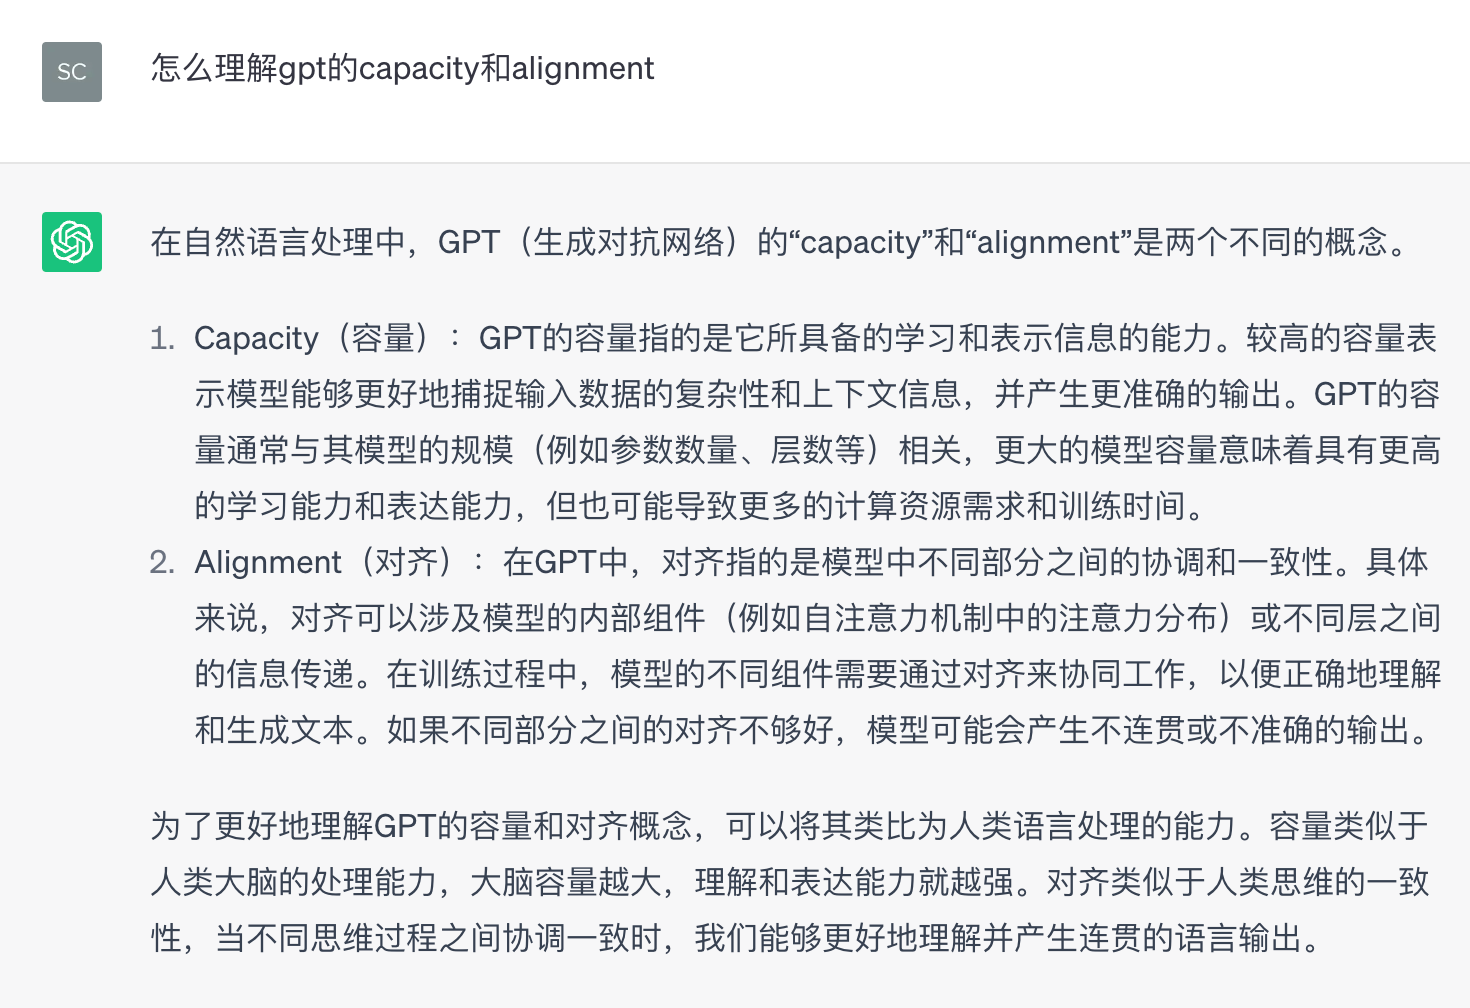 SC
怎么理解gpt的capacity和alignment
在自然语言处理中，GPT（生成对抗网络）的“capacity”和“alignment”是两个不同的概念。
1. Capacity（容量）：GPT的容量指的是它所具备的学习和表示信息的能力。较高的容量表
示模型能够更好地捕捉输入数据的复杂性和上下文信息，并产生更准确的输出。GPT的容
量通常与其模型的规模（例如参数数量、层数等）相关，更大的模型容量意味着具有更高
的学习能力和表达能力，但也可能导致更多的计算资源需求和训练时间。
2. Alignment（对齐）：在GPT中，对齐指的是模型中不同部分之间的协调和一致性。具体
来说，对齐可以涉及模型的内部组件（例如自注意力机制中的注意力分布）或不同层之间
的信息传递。在训练过程中，模型的不同组件需要通过对齐来协同工作，以便正确地理解
和生成文本。如果不同部分之间的对齐不够好，模型可能会产生不连贯或不准确的输出。
为了更好地理解GPT的容量和对齐概念，可以将其类比为人类语言处理的能力。容量类似于
人类大脑的处理能力，大脑容量越大，理解和表达能力就越强。对齐类似于人类思维的一致
性，当不同思维过程之间协调一致时，我们能够更好地理解并产生连贯的语言输出。